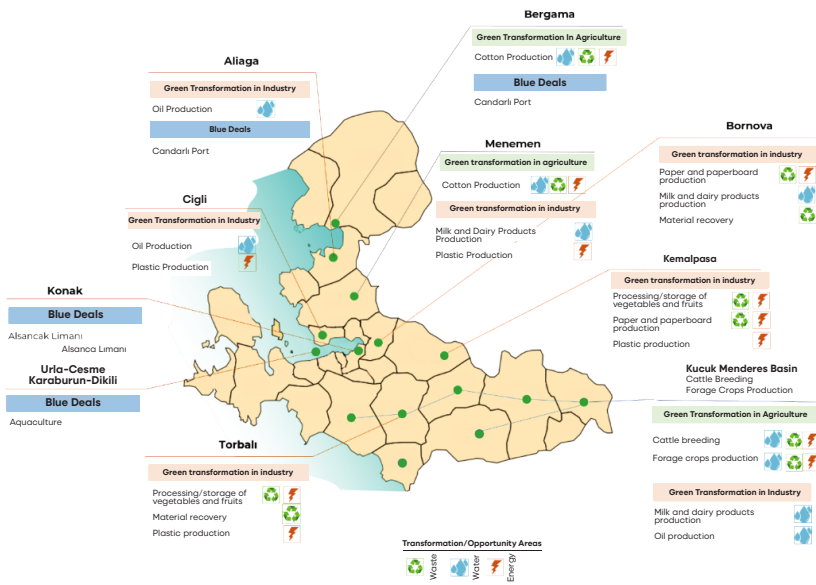 Bergama
Green Transformation In Agriculture
Cotton Production
Blue Deals
Candarlı Port
Aliaga
Green Transformation in Industry
Oil Production
Blue Deals
Candarlı Port
Menemen
Green transformation in agriculture
Cotton Production
Green transformation in industry
Milk and Dairy Products
Production
Plastic Production
Bornova
Green transformation in industry
Paper and paperboard
production
Milk and dairy products
production
Material recovery
Cigli
Green Transformation in Industry
Oil Production
Plastic Production
Kemalpasa
Green transformation in industry
Processing/storage of
vegetables and fruits
Paper and paperboard
production
Plastic production
Konak
Blue Deals
Alsancak Limanı
Alsanca Lımanı
Urla-Cesme
Karaburun-Dikili
Blue Deals
Aquaculture
Kucuk Menderes Basin
Cattle Breeding
Forage Crops Production
Green Transformation in Agriculture
Cattle breeding
Forage crops production
Green Transformation in Industry
Milk and dairy products
production
Oil production
Torbalı
Green transformation in industry
Processing/storage of
vegetables and fruits
Material recovery
Plastic production
Transformation/Opportunity Areas
Waste
Water
Energy